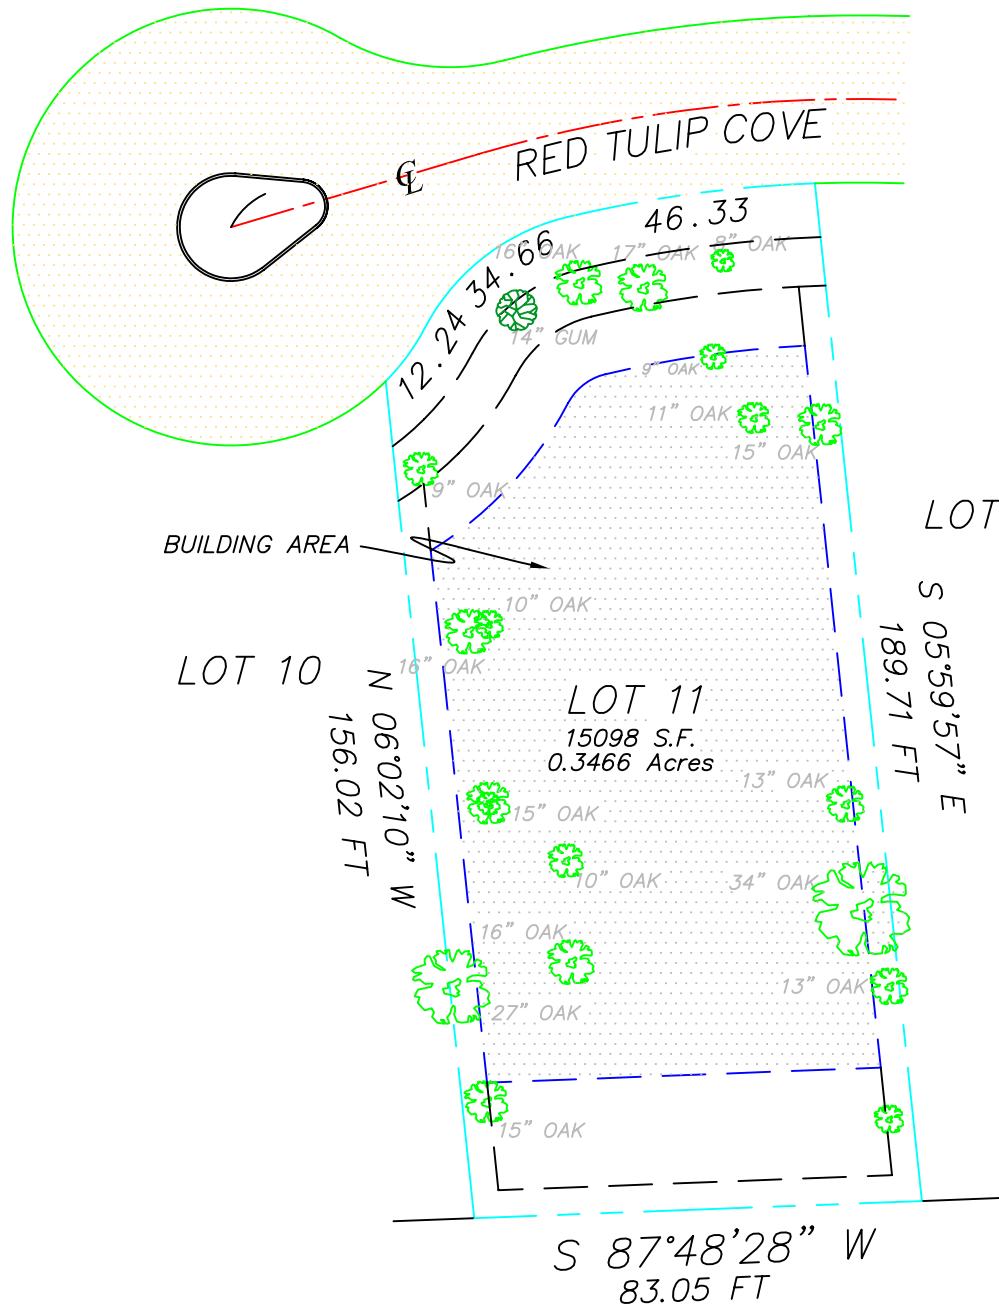 RED TULIP COVE
℄
46.33
34.66
12.24
16" OAK
17" OAK
8" OAK
14" GUM
9" OAK
11" OAK
15" OAK
9" OAK
LOT
BUILDING AREA
10" OAK
16" OAK
LOT 10
N 06°02'10" W
156.02 FT
LOT 11
15098 S.F.
0.3466 Acres
S 05°59'57" E
189.71 FT
13" OAK
15" OAK
10" OAK
34" OAK
16" OAK
13" OAK
27" OAK
15" OAK
S 87°48'28" W
83.05 FT